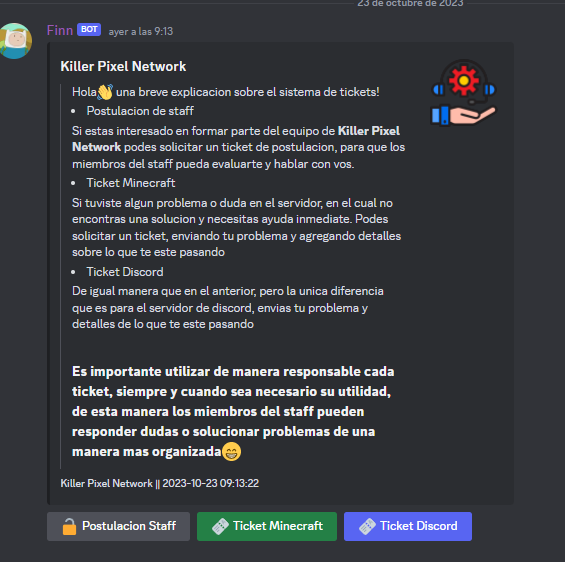 23 de octubre de 2023
Finn BOT ayer a las 9:13
Killer Pixel Network
Hola👋 una breve explicacion sobre el sistema de tickets!
• Postulacion de staff
Si estas interesado en formar parte del equipo de Killer Pixel
Network podes solicitar un ticket de postulacion, para que los
miembros del staff pueda evaluarte y hablar con vos.
• Ticket Minecraft
Si tuviste algun problema o duda en el servidor, en el cual no
encontras una solucion y necesitas ayuda inmediate. Podes
solicitar un ticket, enviando tu problema y agregando detalles
sobre lo que te este pasando
• Ticket Discord
De igual manera que en el anterior, pero la unica diferencia
que es para el servidor de discord, envias tu problema y
detalles de lo que te este pasando
Es importante utilizar de manera responsable cada
ticket, siempre y cuando sea necesario su utilidad,
de esta manera los miembros del staff pueden
responder dudas o solucionar problemas de una
manera mas organizada😁
Killer Pixel Network || 2023-10-23 09:13:22
Postulacion Staff Ticket Minecraft Ticket Discord